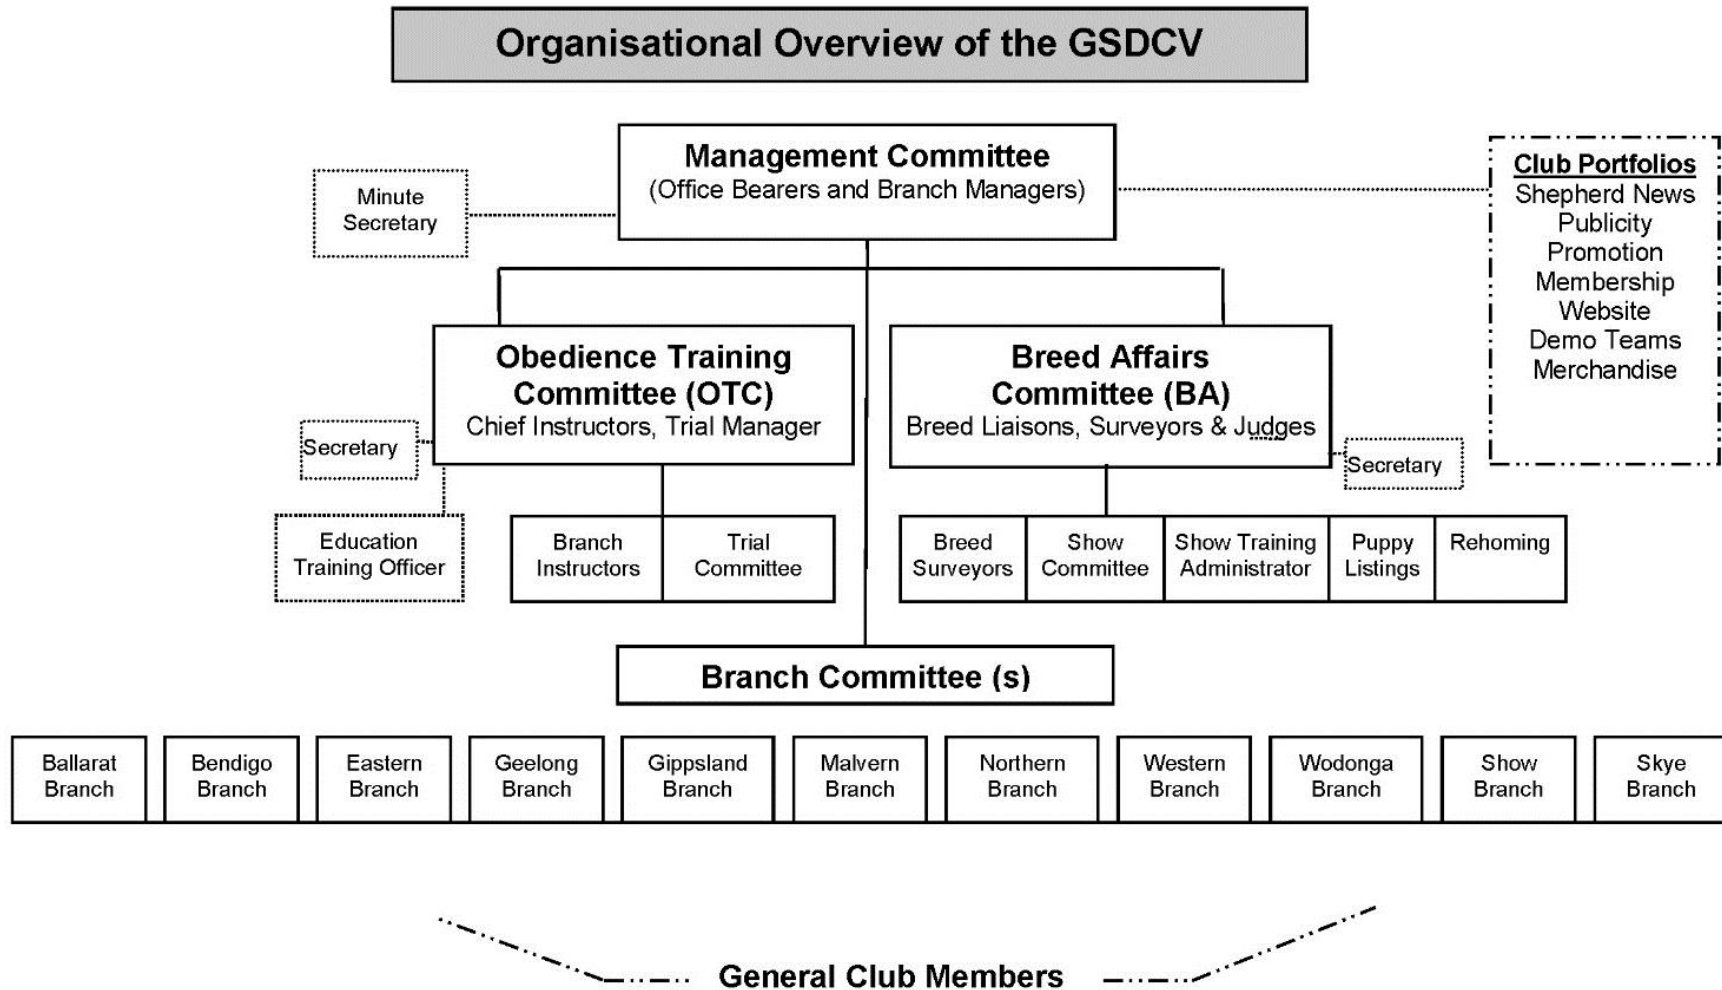 Organisational Overview of the GSDCV
Management Committee
(Office Bearers and Branch Managers)
Minute
Secretary
Club Portfolios
Shepherd News
Publicity
Promotion
Membership
Website
Demo Teams
Merchandise
Obedience Training
Committee (OTC)
Chief Instructors, Trial Manager
Breed Affairs
Committee (BA)
Breed Liaisons, Surveyors & Judges
Secretary
Secretary
Education
Training Officer
Branch
Instructors
Trial
Committee
Breed
Surveyors
Show
Committee
Show Training
Administrator
Puppy
Listings
Rehoming
Branch Committee (s)
Ballarat
Branch
Bendigo
Branch
Eastern
Branch
Geelong
Branch
Gippsland
Branch
Malvern
Branch
Northern
Branch
Western
Branch
Wodonga
Branch
Show
Branch
Skye
Branch
General Club Members